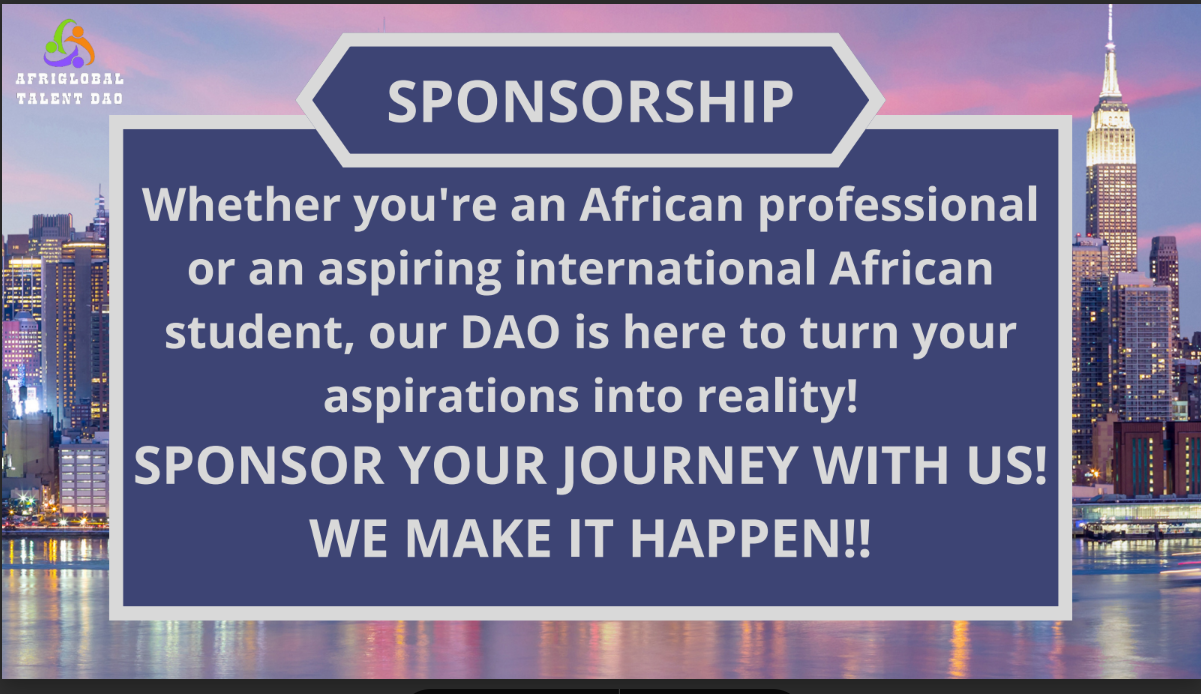 AFRIGLOBAL
TALENT DAO
SPONSORSHIP
Whether you're an African professional
or an aspiring international African
student, our DAO is here to turn your
aspirations into reality!
SPONSOR YOUR JOURNEY WITH US!
WE MAKE IT HAPPEN!!